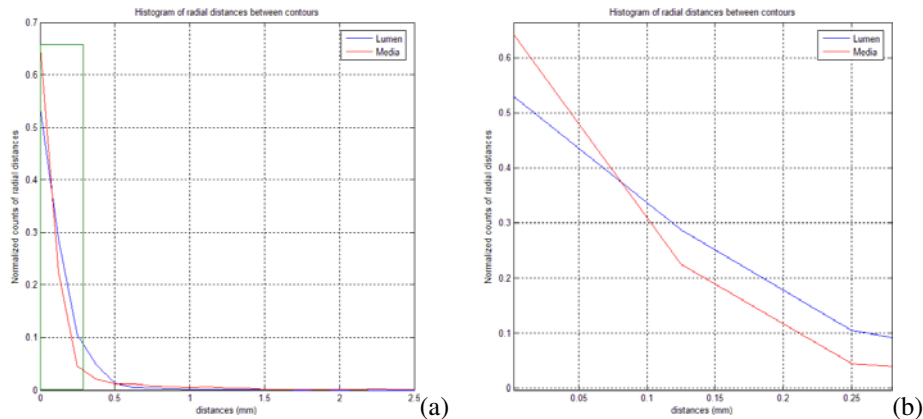 Histogram of radial distances between contours
Normalized counts of radial distances
0.7
0.6
0.5
0.4
0.3
0.2
0.1
0
0
0.5
1
1.5
2
2.5
distances (mm)
Lumen
Media
(a)
Histogram of radial distances between contours
Normalized counts of radial distances
0.6
0.5
0.4
0.3
0.2
0.1
0
0.05
0.1
0.15
0.2
0.25
distances (mm)
Lumen
Media
(b)